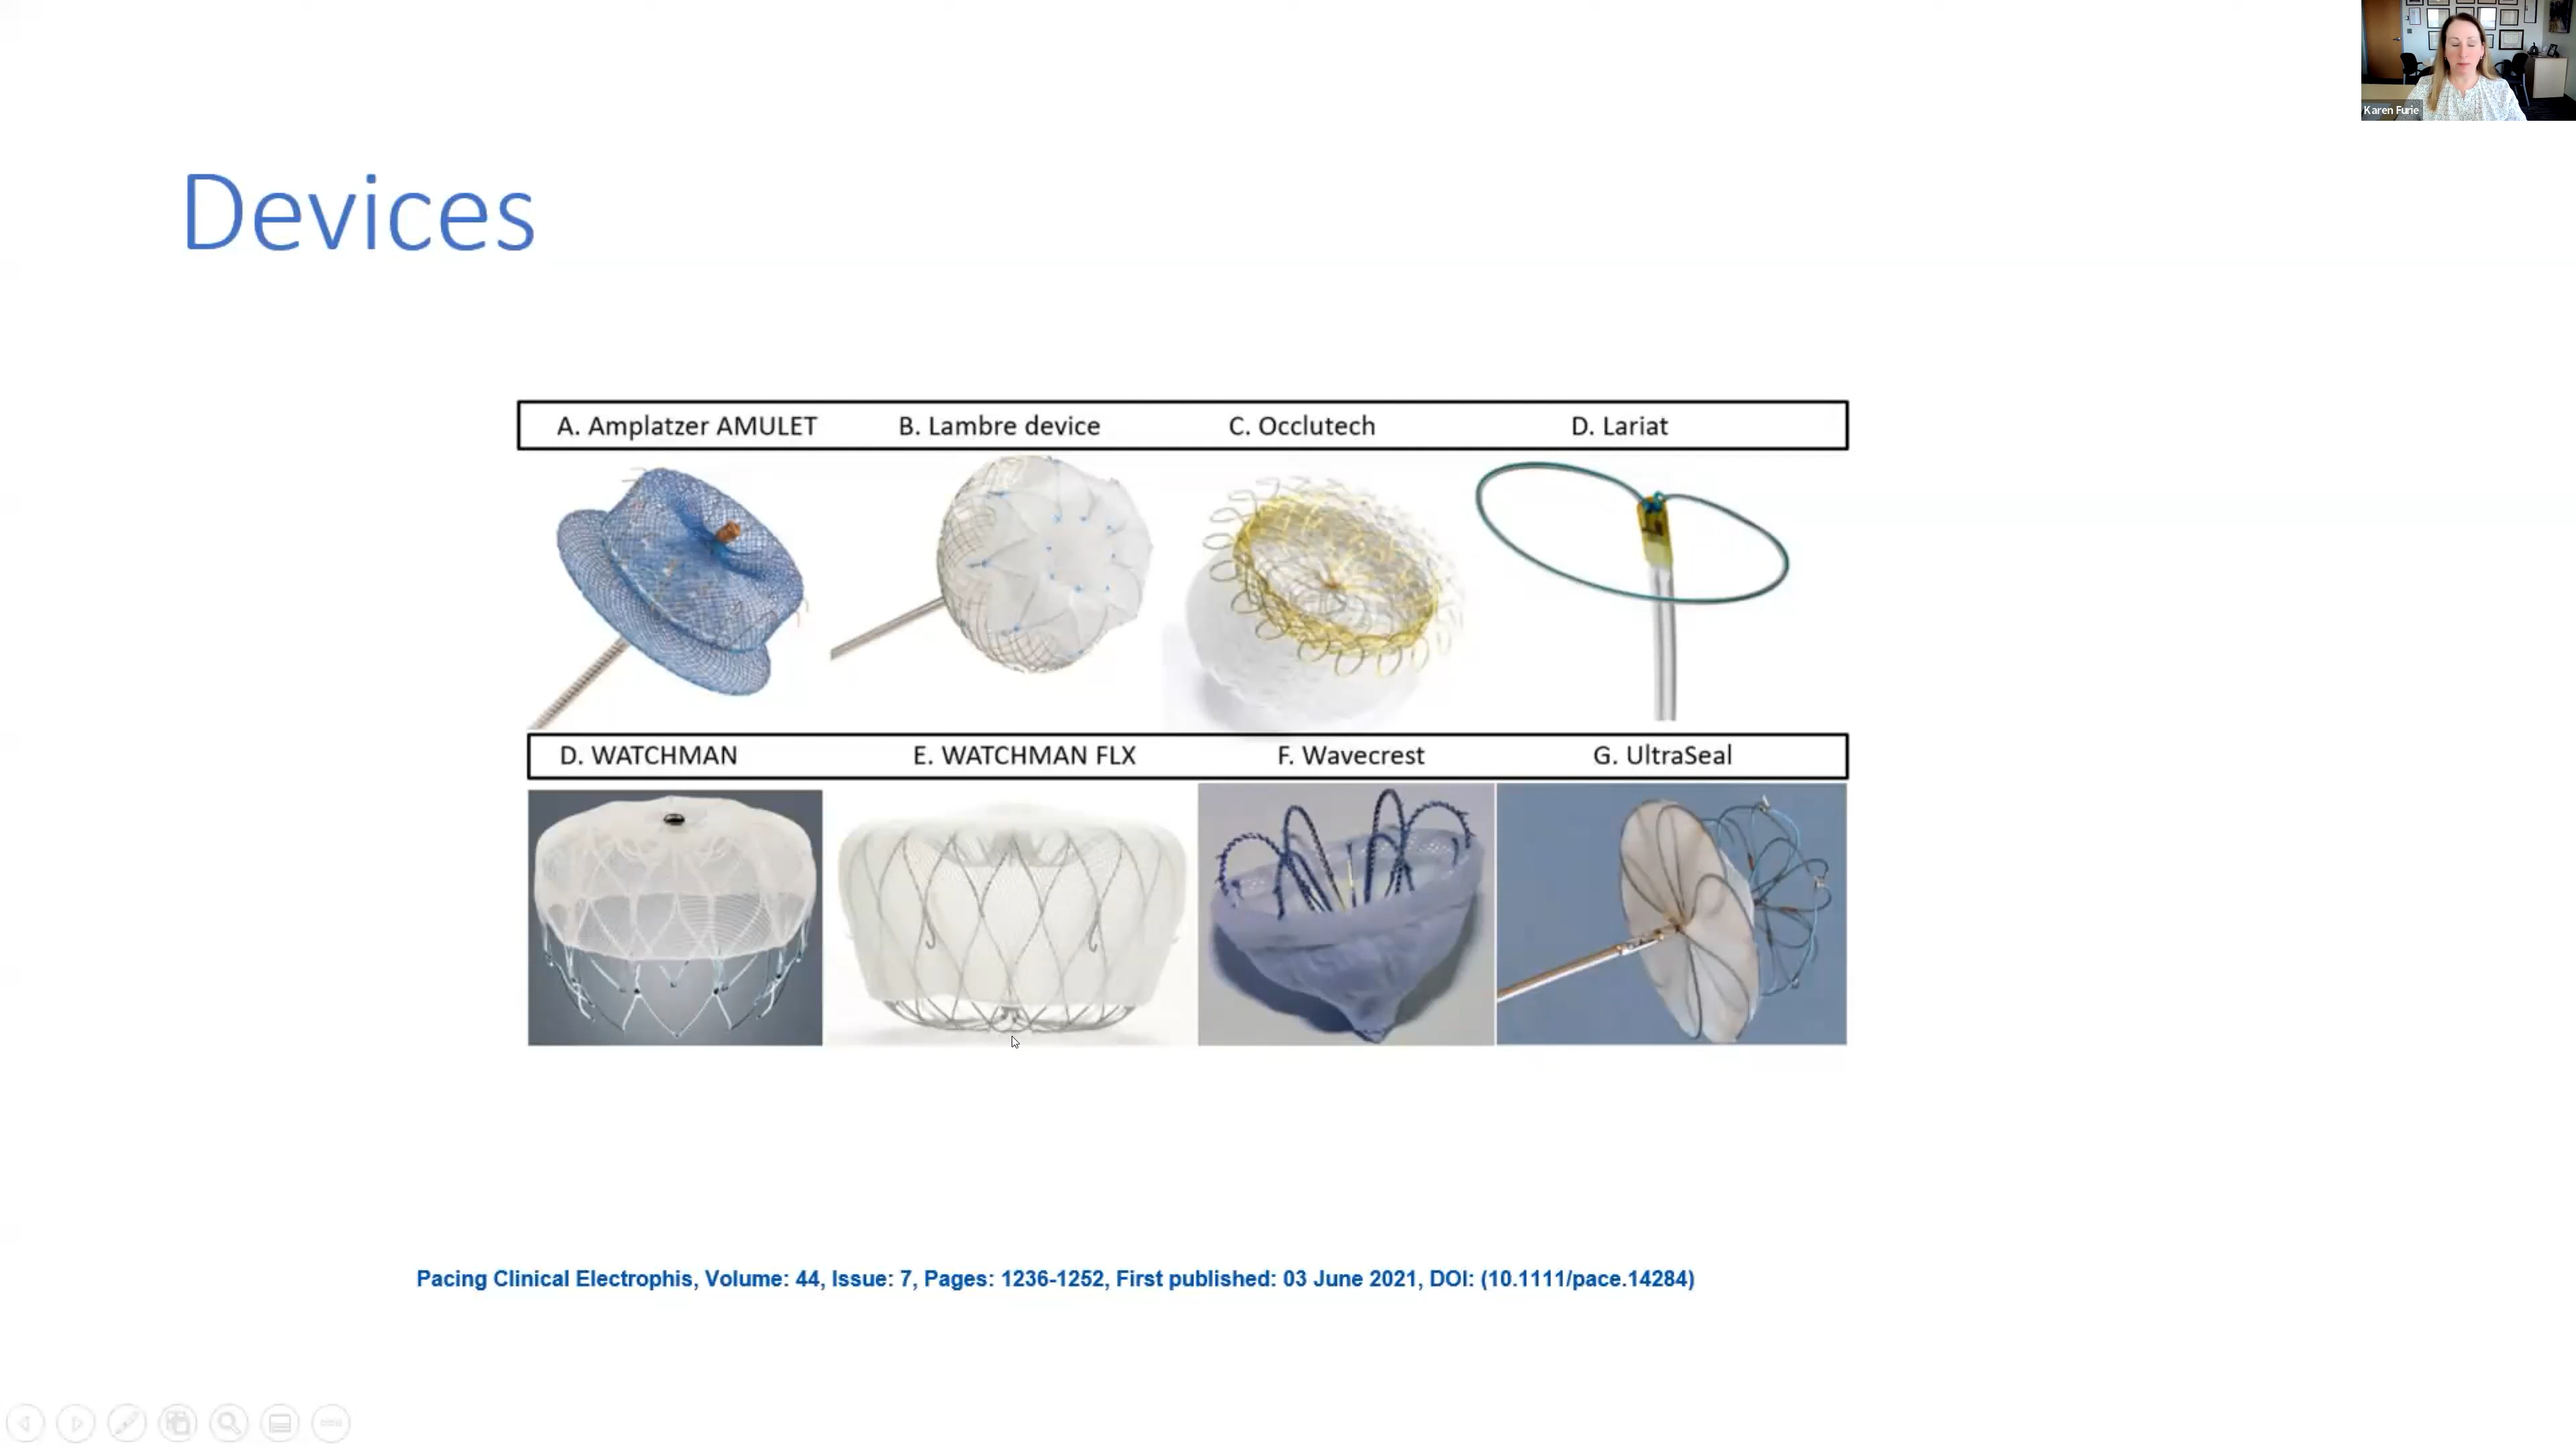 Karen Furie
Devices
A. Amplatzer AMULET B. Lambre device C. Occlutech D. Lariat
D. WATCHMAN E. WATCHMAN FLX F. Wavecrest G. UltraSeal
Pacing Clinical Electrophis, Volume: 44, Issue: 7, Pages: 1236-1252, First published: 03 June 2021, DOI: (10.1111/pace.14284)